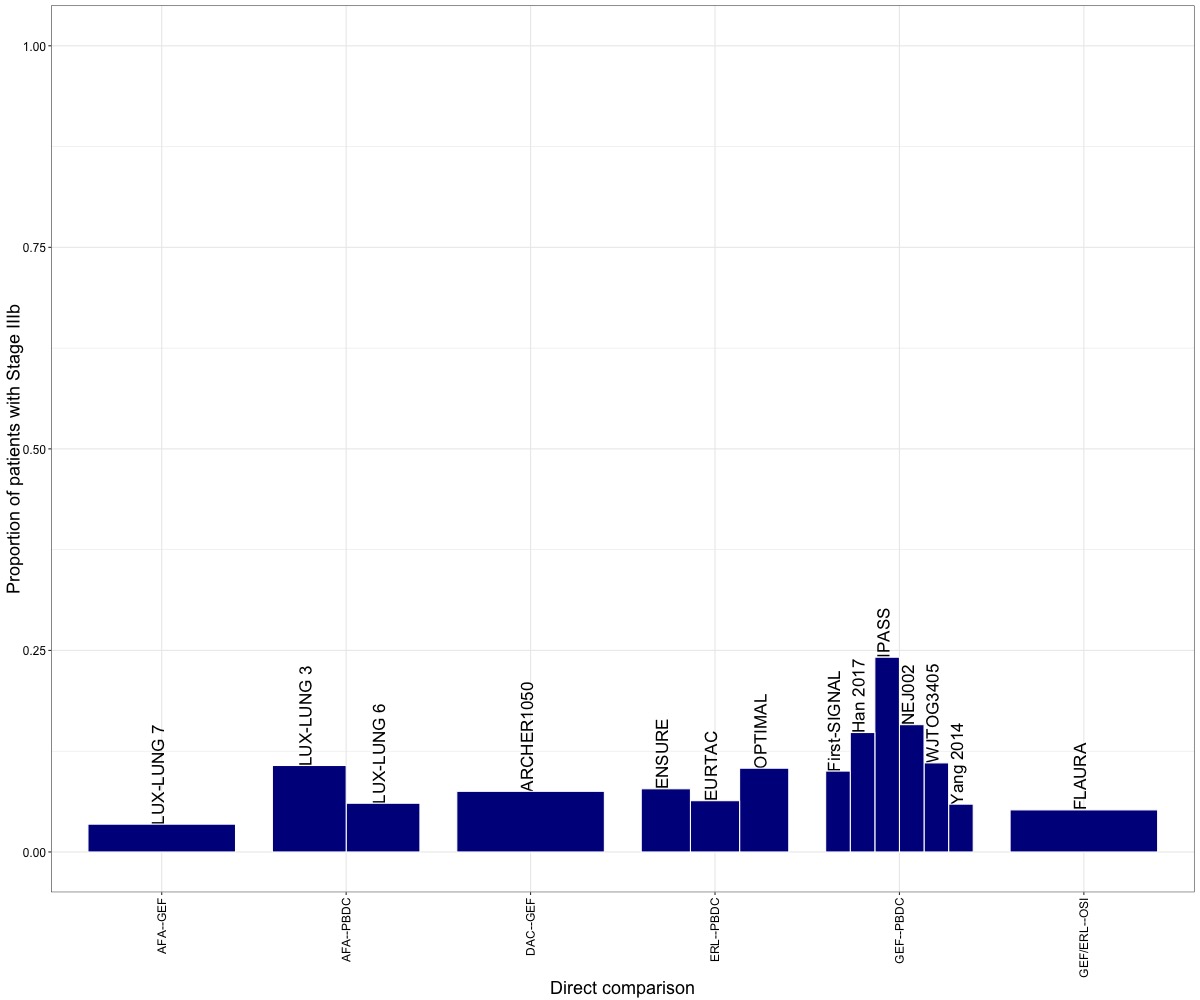 1.00
0.75
0.50
0.25
0.00
Proportion of patients with Stage IIIb
LUX-LUNG 7
LUX-LUNG 3
LUX-LUNG 6
ARCHER1050
ENSURE
EURTAC
OPTIMAL
First-SIGNAL
Han 2017
IPASS
NEJ002
WJTOG3405
Yang 2014
FLAURA
AFA--GEF
AFA--PBDC
DAC--GEF
ERL--PBDC
GEF--PBDC
GEF/ERL--OSI
Direct comparison